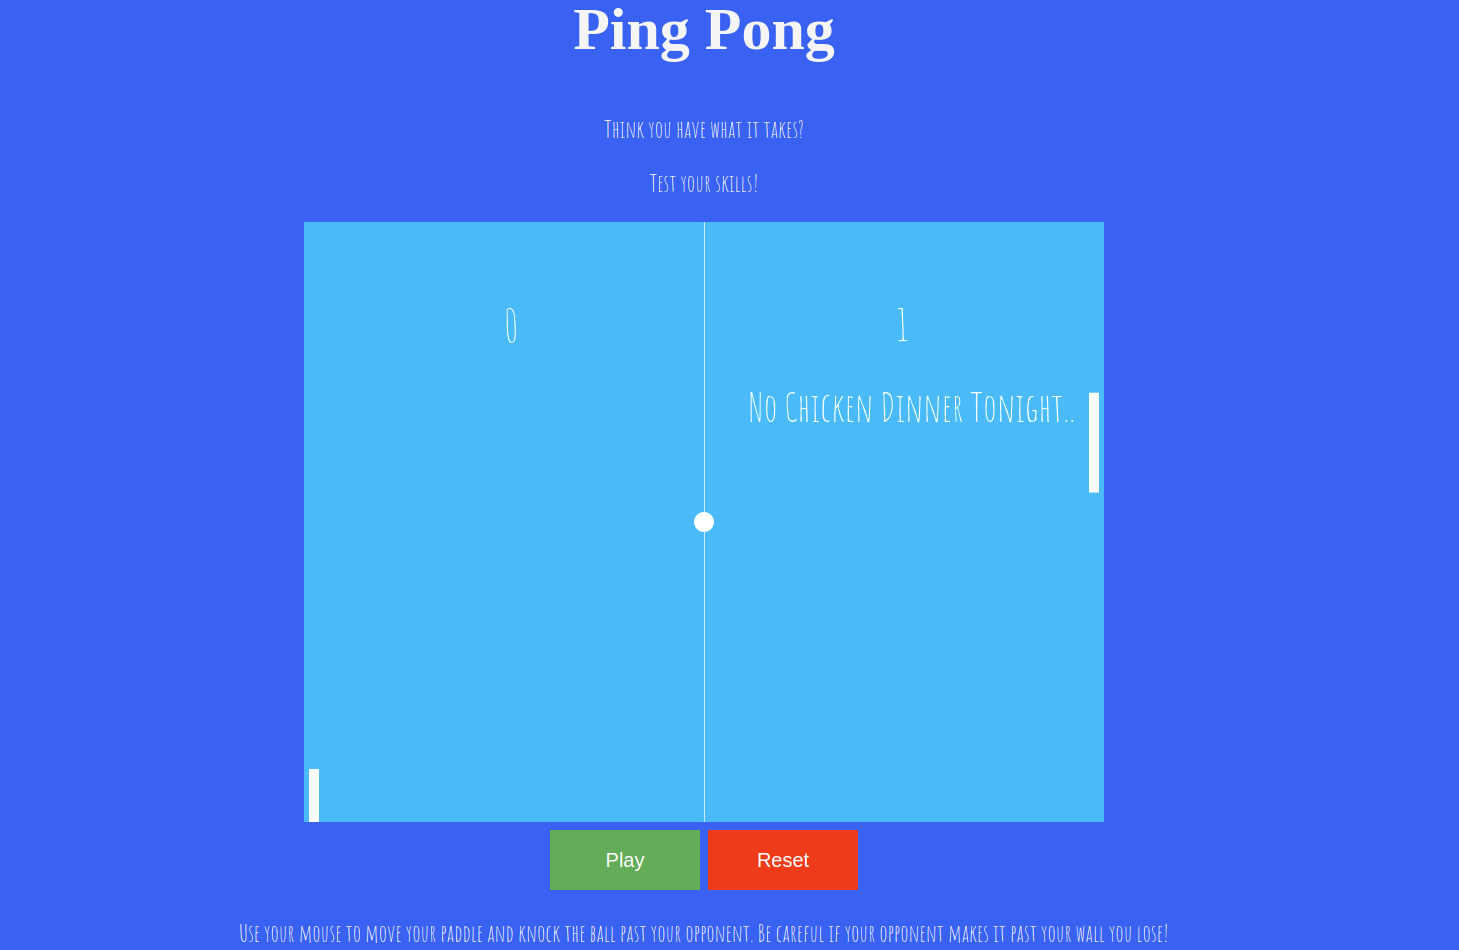 Ping Pong
Think you have what it takes?
Test your skills!
0 1
No Chicken Dinner Tonight..
Play Reset
Use your mouse to move your paddle and knock the ball past your opponent. Be careful if your opponent makes it past your wall you lose!